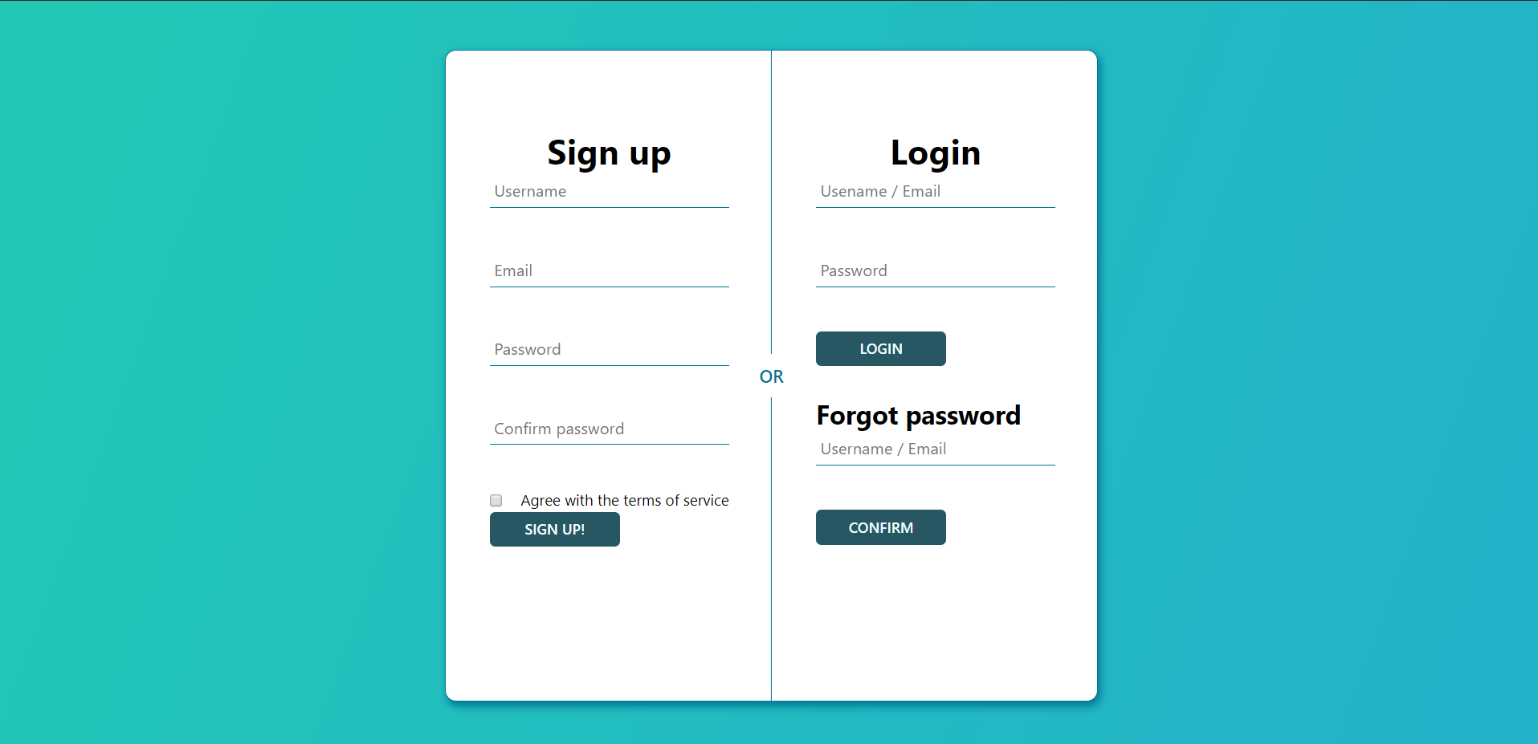 Sign up
Username
Email
Password
Confirm password
Agree with the terms of service
SIGN UP!
OR
Login
Usename / Email
Password
LOGIN
Forgot password
Username / Email
CONFIRM